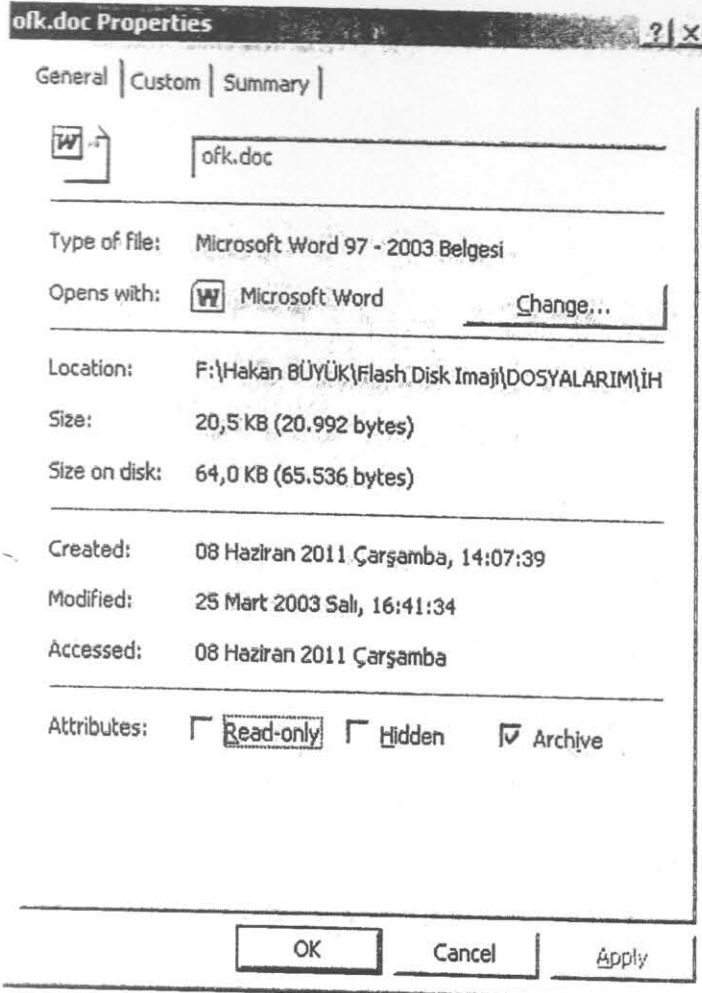 ofk.doc Properties
General Custom Summary
ofk.doc
Type of file: Microsoft Word 97 - 2003 Belgesi
Opens with: Microsoft Word Change...
Location: F:\Hakan BÜYÜK\Flash Disk Imajı\DOSYALARIM\İH
Size: 20,5 KB (20.992 bytes)
Size on disk: 64,0 KB (65.536 bytes)
Created: 08 Haziran 2011 Çarşamba, 14:07:39
Modified: 25 Mart 2003 Salı, 16:41:34
Accessed: 08 Haziran 2011 Çarşamba
Attributes: Read-only Hidden Archive
OK Cancel Apply